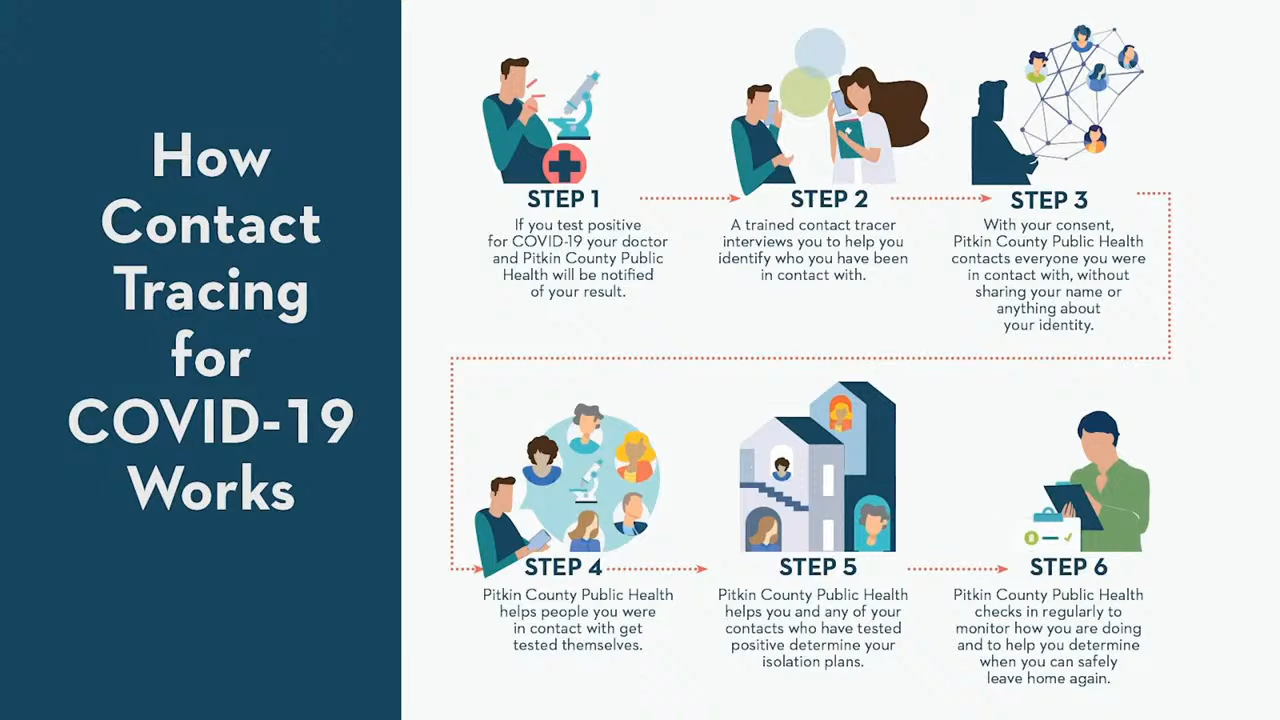 How
Contact
Tracing
for
COVID-19
Works
STEP 1
If you test positive
for COVID-19 your doctor
and Pitkin County Public
Health will be notified
of your result.
STEP 2
A trained contact tracer
interviews you to help you
identify who you have been
in contact with.
STEP 3
With your consent,
Pitkin County Public Health
contacts everyone you were
in contact with, without
sharing your name or
anything about
your identity.
STEP 4
Pitkin County Public Health
helps people you were
in contact with get
tested themselves.
STEP 5
Pitkin County Public Health
helps you and any of your
contacts who have tested
positive determine your
isolation plans.
STEP 6
Pitkin County Public Health
checks in regularly to
monitor how you are doing
and to help you determine
when you can safely
leave home again.